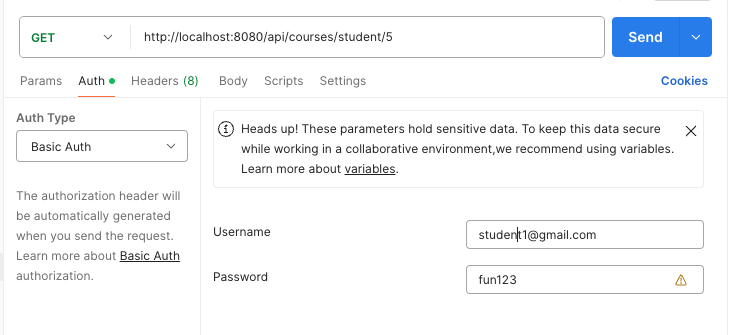 GET
http://localhost:8080/api/courses/student/5
Send
Params
Auth
Headers (8)
Body
Scripts
Settings
Cookies
Auth Type
Basic Auth
The authorization header will
be automatically generated
when you send the request.
Learn more about Basic Auth
authorization.
Heads up! These parameters hold sensitive data. To keep this data secure
while working in a collaborative environment,we recommend using variables.
Learn more about variables.
Username
student1@gmail.com
Password
fun123